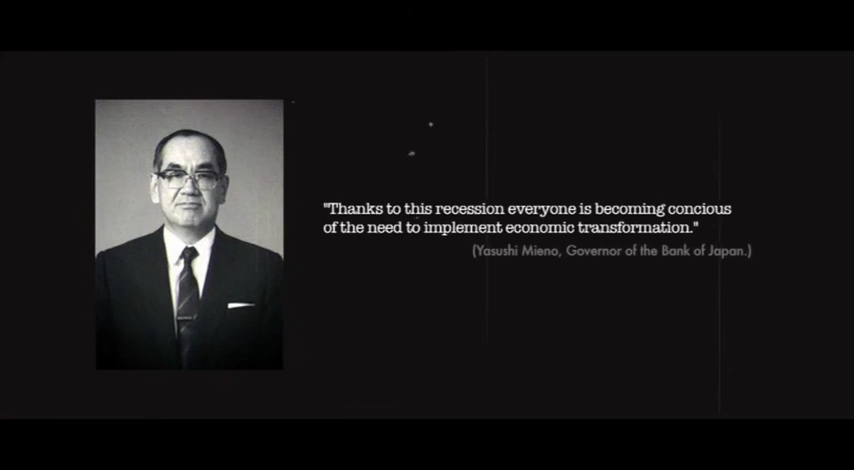 "Thanks to this recession everyone is becoming concious
of the need to implement economic transformation."
(Yasushi Mieno, Governor of the Bank of Japan.)